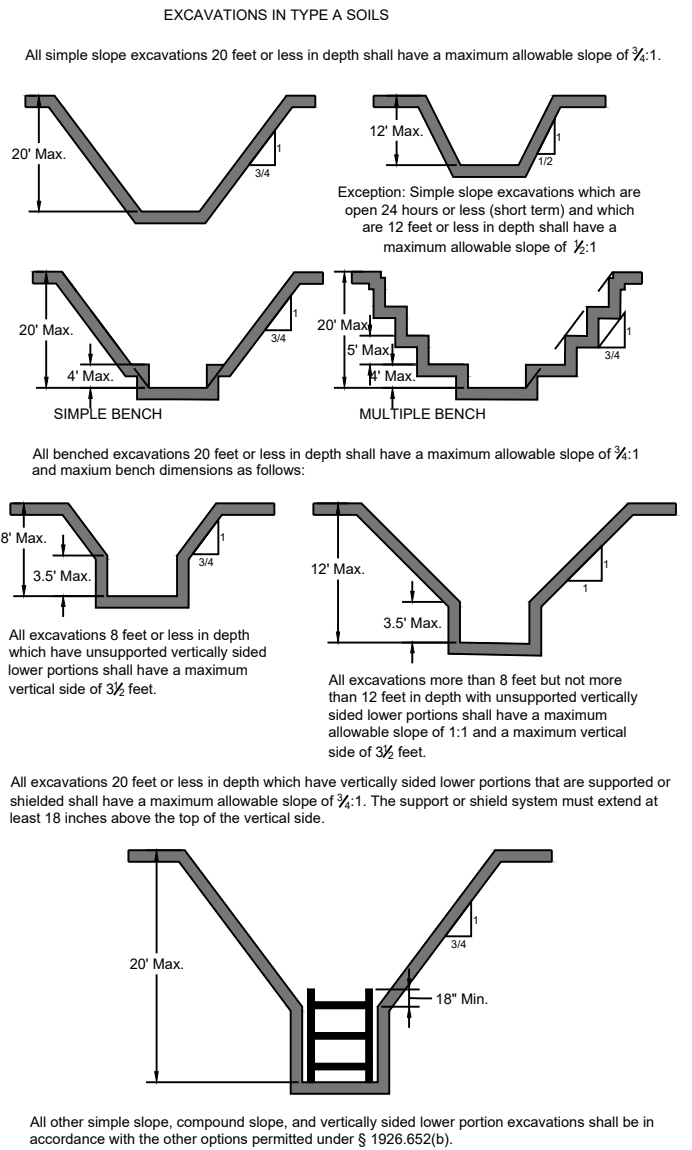 EXCAVATIONS IN TYPE A SOILS
All simple slope excavations 20 feet or less in depth shall have a maximum allowable slope of ¾:1.
20' Max.
1
3/4
12' Max.
1
1/2
Exception: Simple slope excavations which are
open 24 hours or less (short term) and which
are 12 feet or less in depth shall have a
maximum allowable slope of ½:1
20' Max.
4' Max.
1
3/4
SIMPLE BENCH
20' Max.
5' Max.
4' Max.
1
3/4
MULTIPLE BENCH
All benched excavations 20 feet or less in depth shall have a maximum allowable slope of ¾:1
and maxium bench dimensions as follows:
8' Max.
3.5' Max.
1
3/4
All excavations 8 feet or less in depth
which have unsupported vertically sided
lower portions shall have a maximum
vertical side of 3½ feet.
12' Max.
3.5' Max.
1
1
All excavations more than 8 feet but not more
than 12 feet in depth with unsupported vertically
sided lower portions shall have a maximum
allowable slope of 1:1 and a maximum vertical
side of 3½ feet.
All excavations 20 feet or less in depth which have vertically sided lower portions that are supported or
shielded shall have a maximum allowable slope of ¾:1. The support or shield system must extend at
least 18 inches above the top of the vertical side.
20' Max.
1
3/4
18" Min.
All other simple slope, compound slope, and vertically sided lower portion excavations shall be in
accordance with the other options permitted under § 1926.652(b).